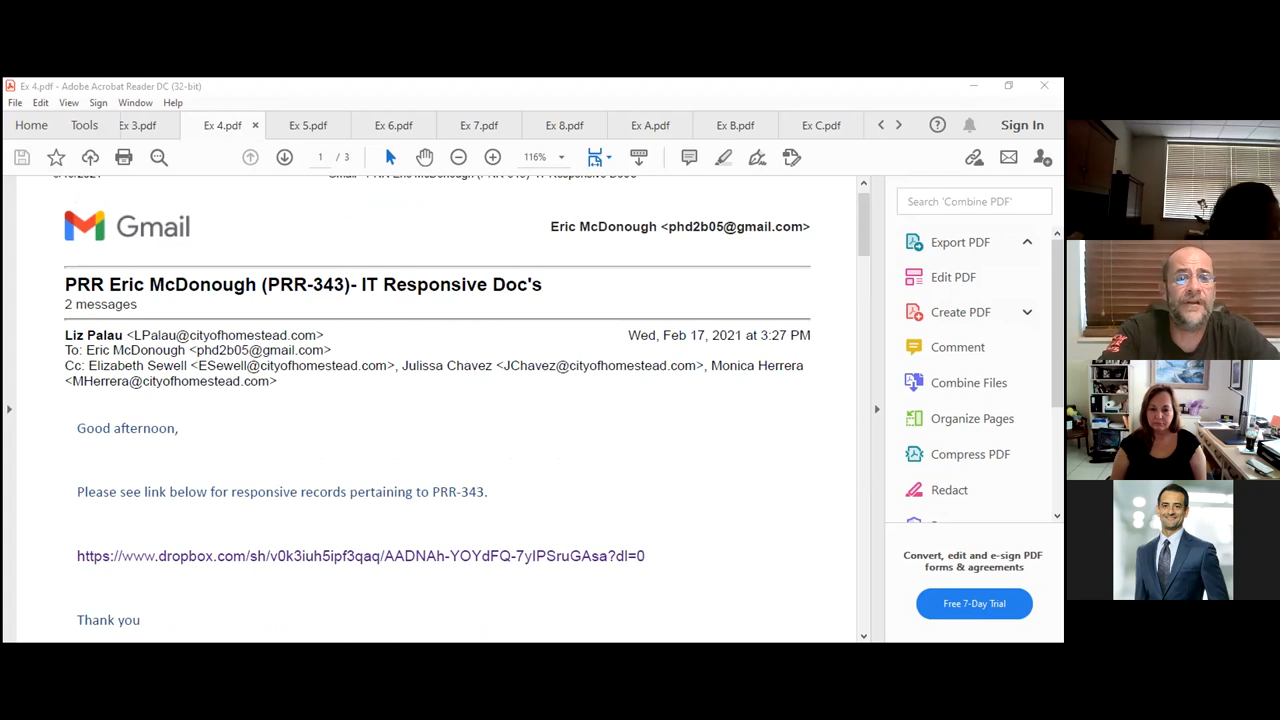 Ex 4.pdf - Adobe Acrobat Reader DC (32-bit)
File Edit View Sign Window Help
Home Tools Ex 3.pdf Ex 4.pdf Ex 5.pdf Ex 6.pdf Ex 7.pdf Ex 8.pdf Ex A.pdf Ex B.pdf Ex C.pdf Sign In
1 / 3 116%
Gmail
Eric McDonough <phd2b05@gmail.com>
PRR Eric McDonough (PRR-343)- IT Responsive Doc's
2 messages
Liz Palau <LPalau@cityofhomestead.com> Wed, Feb 17, 2021 at 3:27 PM
To: Eric McDonough <phd2b05@gmail.com>
Cc: Elizabeth Sewell <ESewell@cityofhomestead.com>, Julissa Chavez <JChavez@cityofhomestead.com>, Monica Herrera
<MHerrera@cityofhomestead.com>
Good afternoon,
Please see link below for responsive records pertaining to PRR-343.
https://www.dropbox.com/sh/v0k3iuh5ipf3qaq/AADNAh-YOYdFQ-7yIPSruGAsa?dl=0
Thank you
Search 'Combine PDF'
Export PDF
Edit PDF
Create PDF
Comment
Combine Files
Organize Pages
Compress PDF
Redact
Convert, edit and e-sign PDF
forms & agreements
Free 7-Day Trial